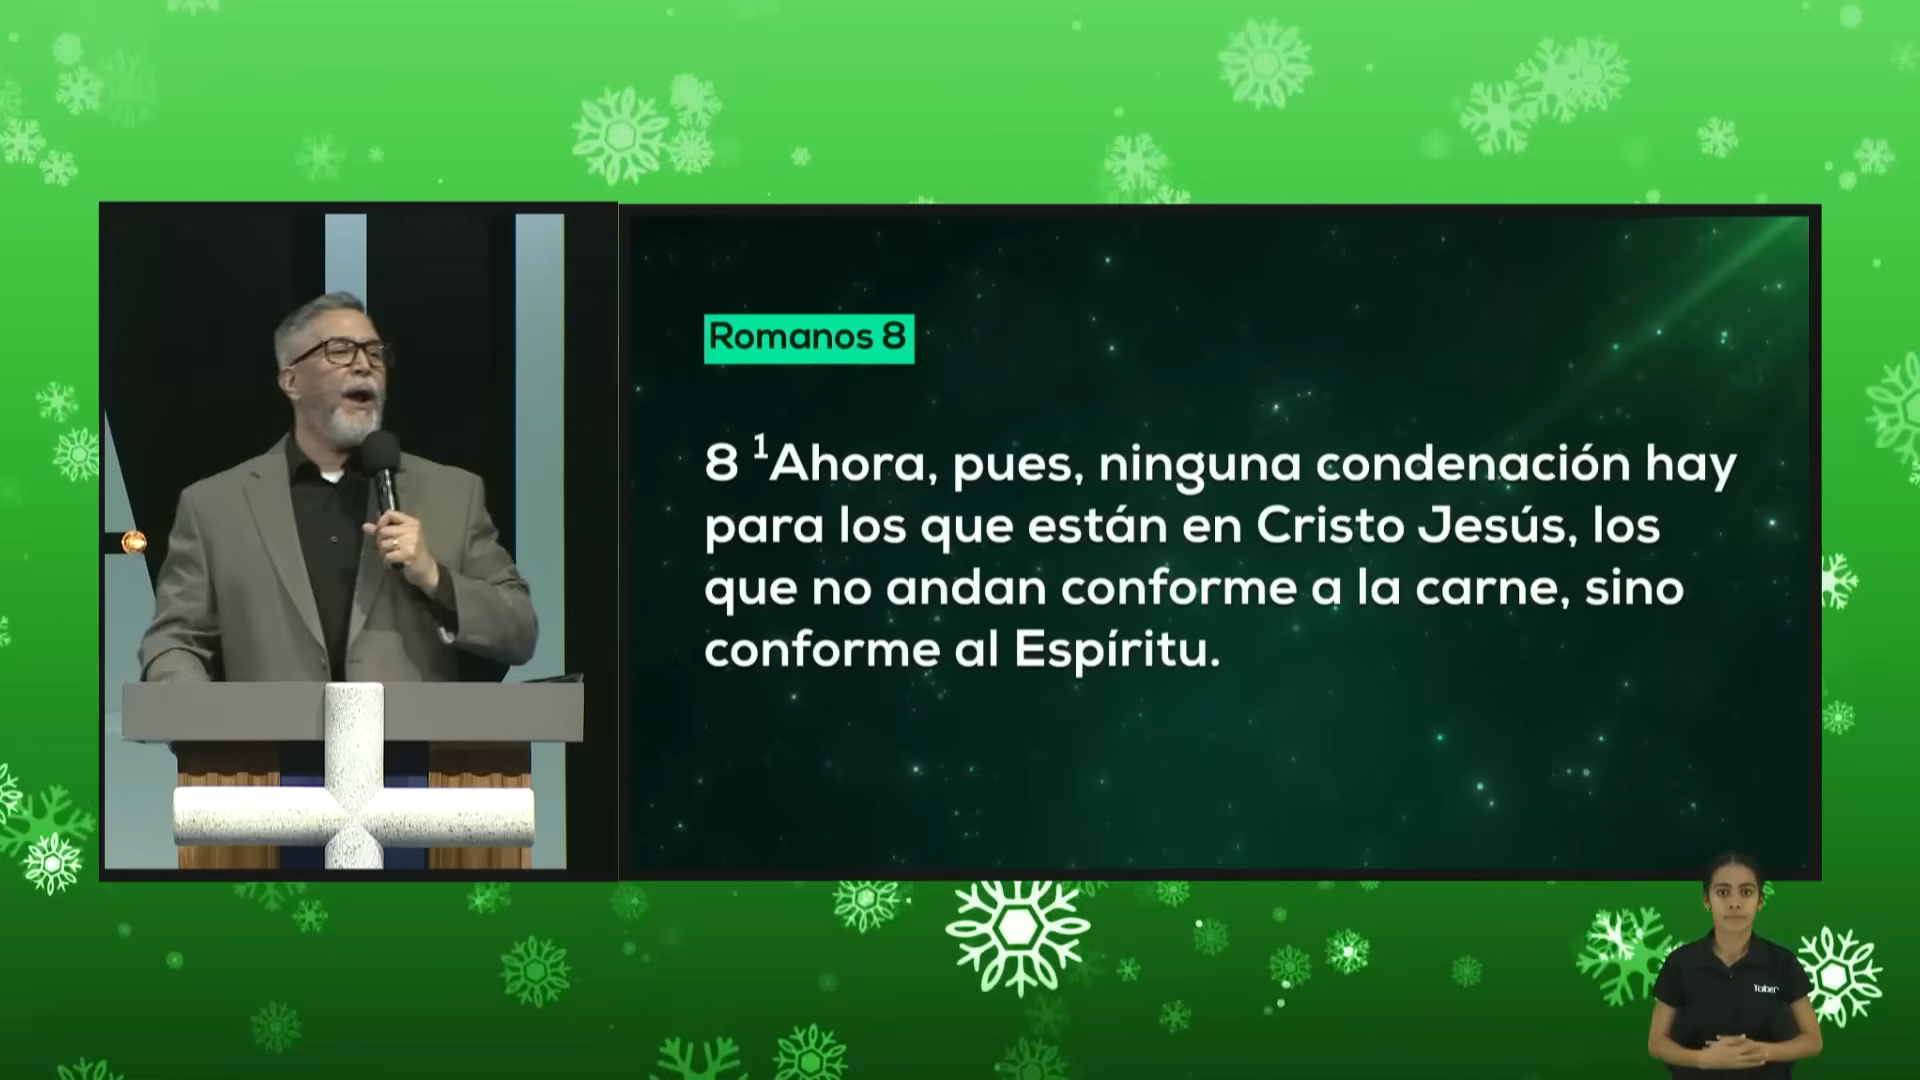 Romanos 8
8 ¹Ahora, pues, ninguna condenación hay
para los que están en Cristo Jesús, los
que no andan conforme a la carne, sino
conforme al Espíritu.
Taber